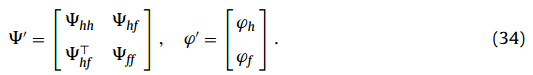 Ψ′ = [ Ψ_hh Ψ_hf ; Ψ_hf^⊤ Ψ_ff ] , φ′ = [ φ_h ; φ_f ] . (34)